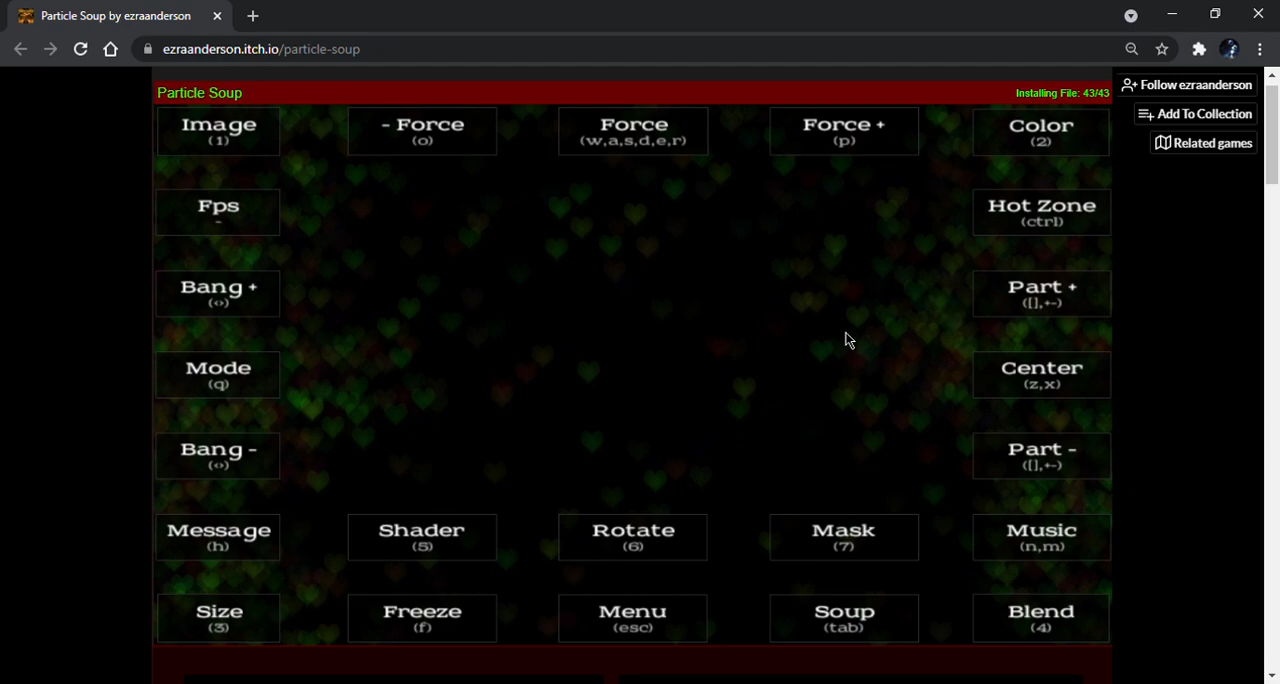 Particle Soup by ezraanderson
ezraanderson.itch.io/particle-soup
Follow ezraanderson
Add To Collection
Related games
Particle Soup
Installing File: 43/43
Image
(1)
- Force
(o)
Force
(w,a,s,d,e,r)
Force +
(p)
Color
(2)
Fps
-
Hot Zone
(ctrl)
Bang +
(<>)
Part +
([],+-)
Mode
(q)
Center
(z,x)
Bang -
(<>)
Part -
([],+-)
Message
(h)
Shader
(5)
Rotate
(6)
Mask
(7)
Music
(n,m)
Size
(3)
Freeze
(f)
Menu
(esc)
Soup
(tab)
Blend
(4)